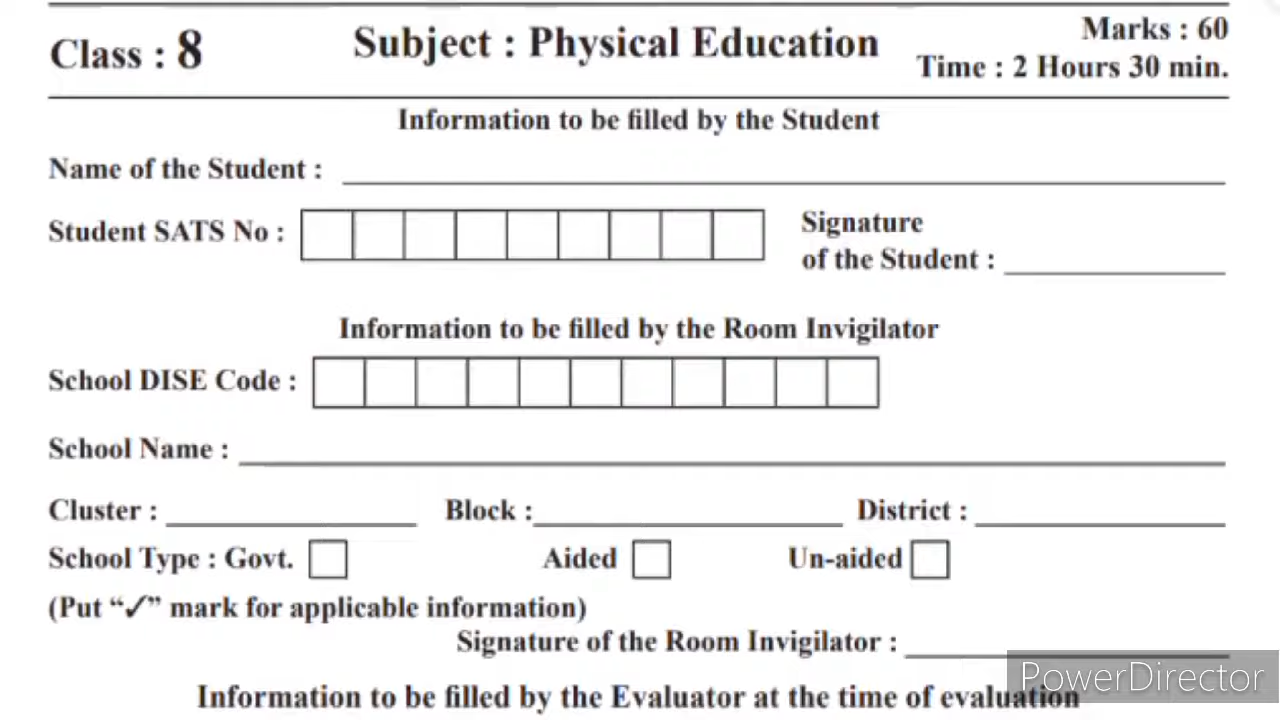 Class : 8 Subject : Physical Education Marks : 60
Time : 2 Hours 30 min.
Information to be filled by the Student
Name of the Student :
Student SATS No : Signature
of the Student :
Information to be filled by the Room Invigilator
School DISE Code :
School Name :
Cluster : Block : District :
School Type : Govt. Aided Un-aided
(Put “✓” mark for applicable information)
Signature of the Room Invigilator :
PowerDirector
Information to be filled by the Evaluator at the time of evaluation